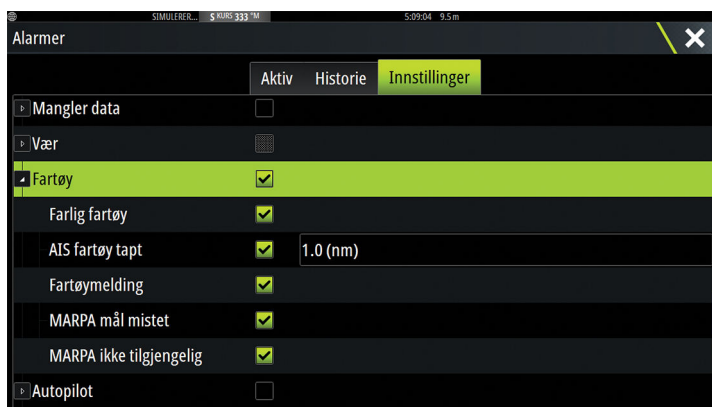 SIMULERER... S KURS 333 °M 5:09:04 9.5 m
Alarmer
Aktiv Historie Innstillinger
Mangler data
Vær
Fartøy
Farlig fartøy
AIS fartøy tapt 1.0 (nm)
Fartøymelding
MARPA mål mistet
MARPA ikke tilgjengelig
Autopilot